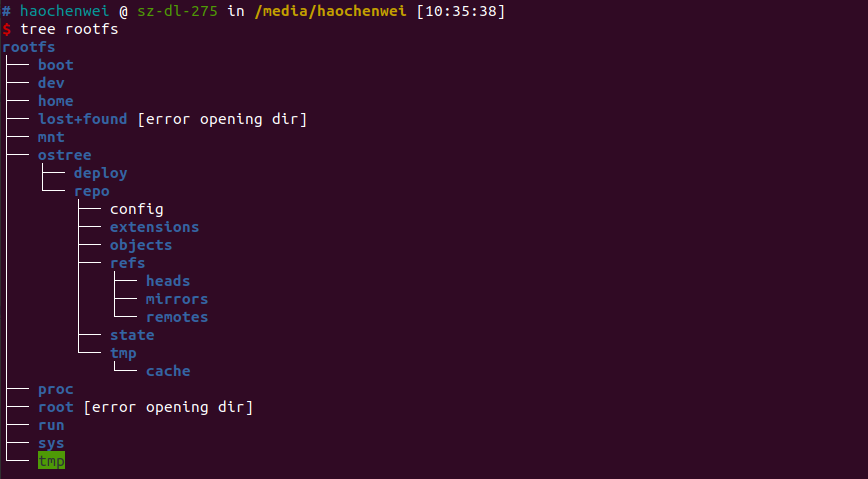 # haochenwei @ sz-dl-275 in /media/haochenwei [10:35:38]
$ tree rootfs
rootfs
├── boot
├── dev
├── home
├── lost+found [error opening dir]
├── mnt
├── ostree
│   ├── deploy
│   └── repo
│       ├── config
│       ├── extensions
│       ├── objects
│       ├── refs
│       │   ├── heads
│       │   ├── mirrors
│       │   └── remotes
│       ├── state
│       └── tmp
│           └── cache
├── proc
├── root [error opening dir]
├── run
├── sys
└── tmp